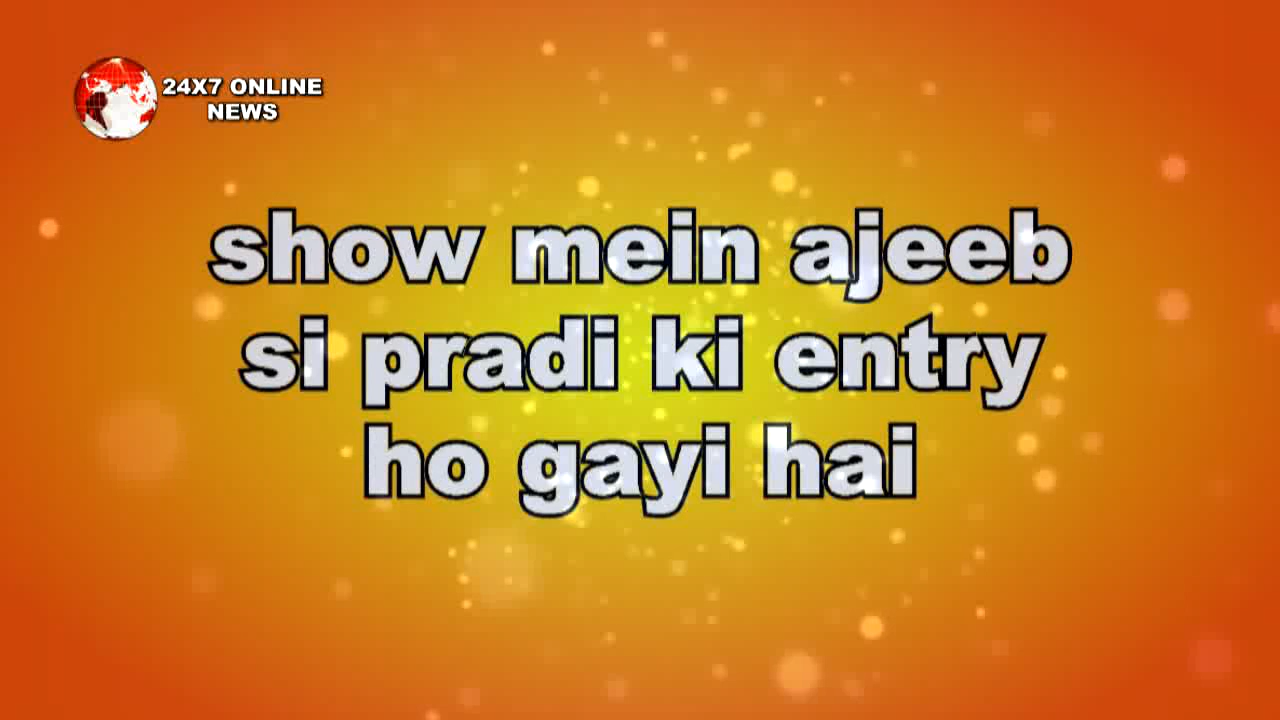 24X7 ONLINE
NEWS
show mein ajeeb
si pradi ki entry
ho gayi hai